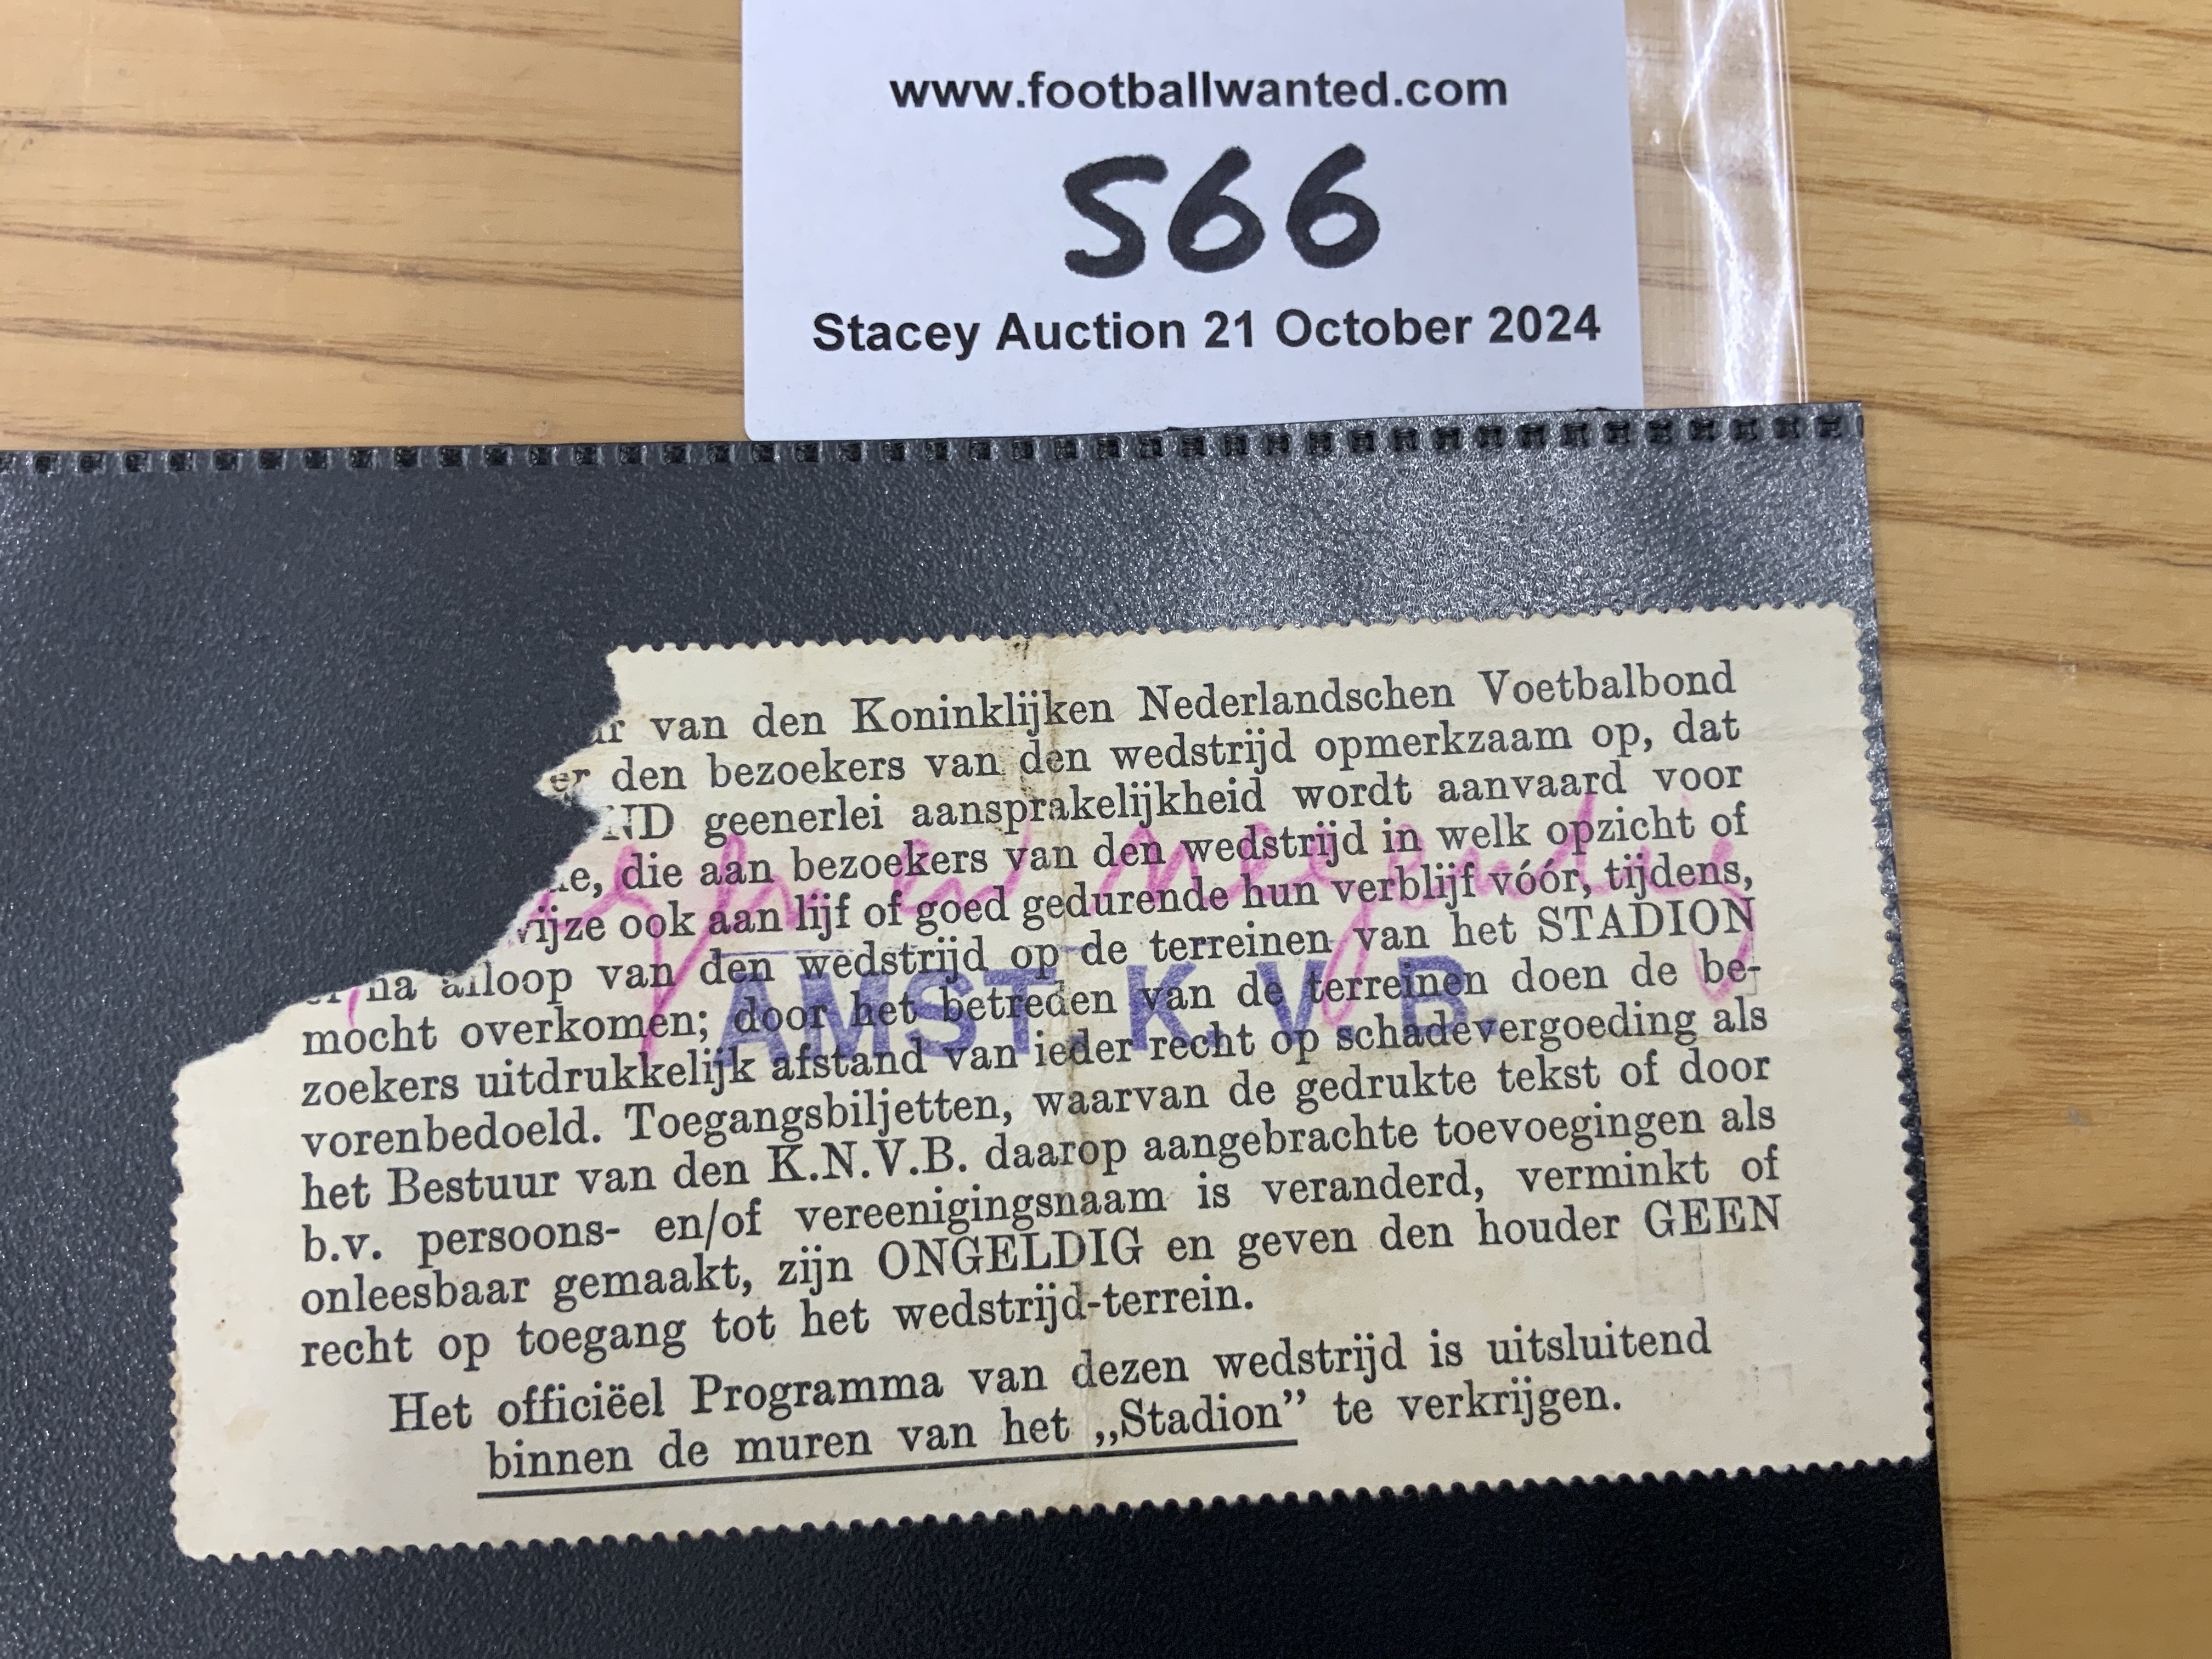 www.footballwanted.com
S66
Stacey Auction 21 October 2024
van den Koninklijken Nederlandschen Voetbalbond
er den bezoekers van den wedstrijd opmerkzaam op, dat
ND geenerlei aansprakelijkheid wordt aanvaard voor
ie, die aan bezoekers van den wedstrijd in welk opzicht of
ijze ook aan lijf of goed gedurende hun verblijf vóór, tijdens,
na afloop van den wedstrijd op de terreinen van het STADION
mocht overkomen; door het betreden van de terreinen doen de be-
zoekers uitdrukkelijk afstand van ieder recht op schadevergoeding als
vorenbedoeld. Toegangsbiljetten, waarvan de gedrukte tekst of door
het Bestuur van den K.N.V.B. daarop aangebrachte toevoegingen als
b.v. persoons- en/of vereenigingsnaam is veranderd, verminkt of
onleesbaar gemaakt, zijn ONGELDIG en geven den houder GEEN
recht op toegang tot het wedstrijd-terrein.
Het officiëel Programma van dezen wedstrijd is uitsluitend
binnen de muren van het „Stadion” te verkrijgen.
AMST. K. V. B.